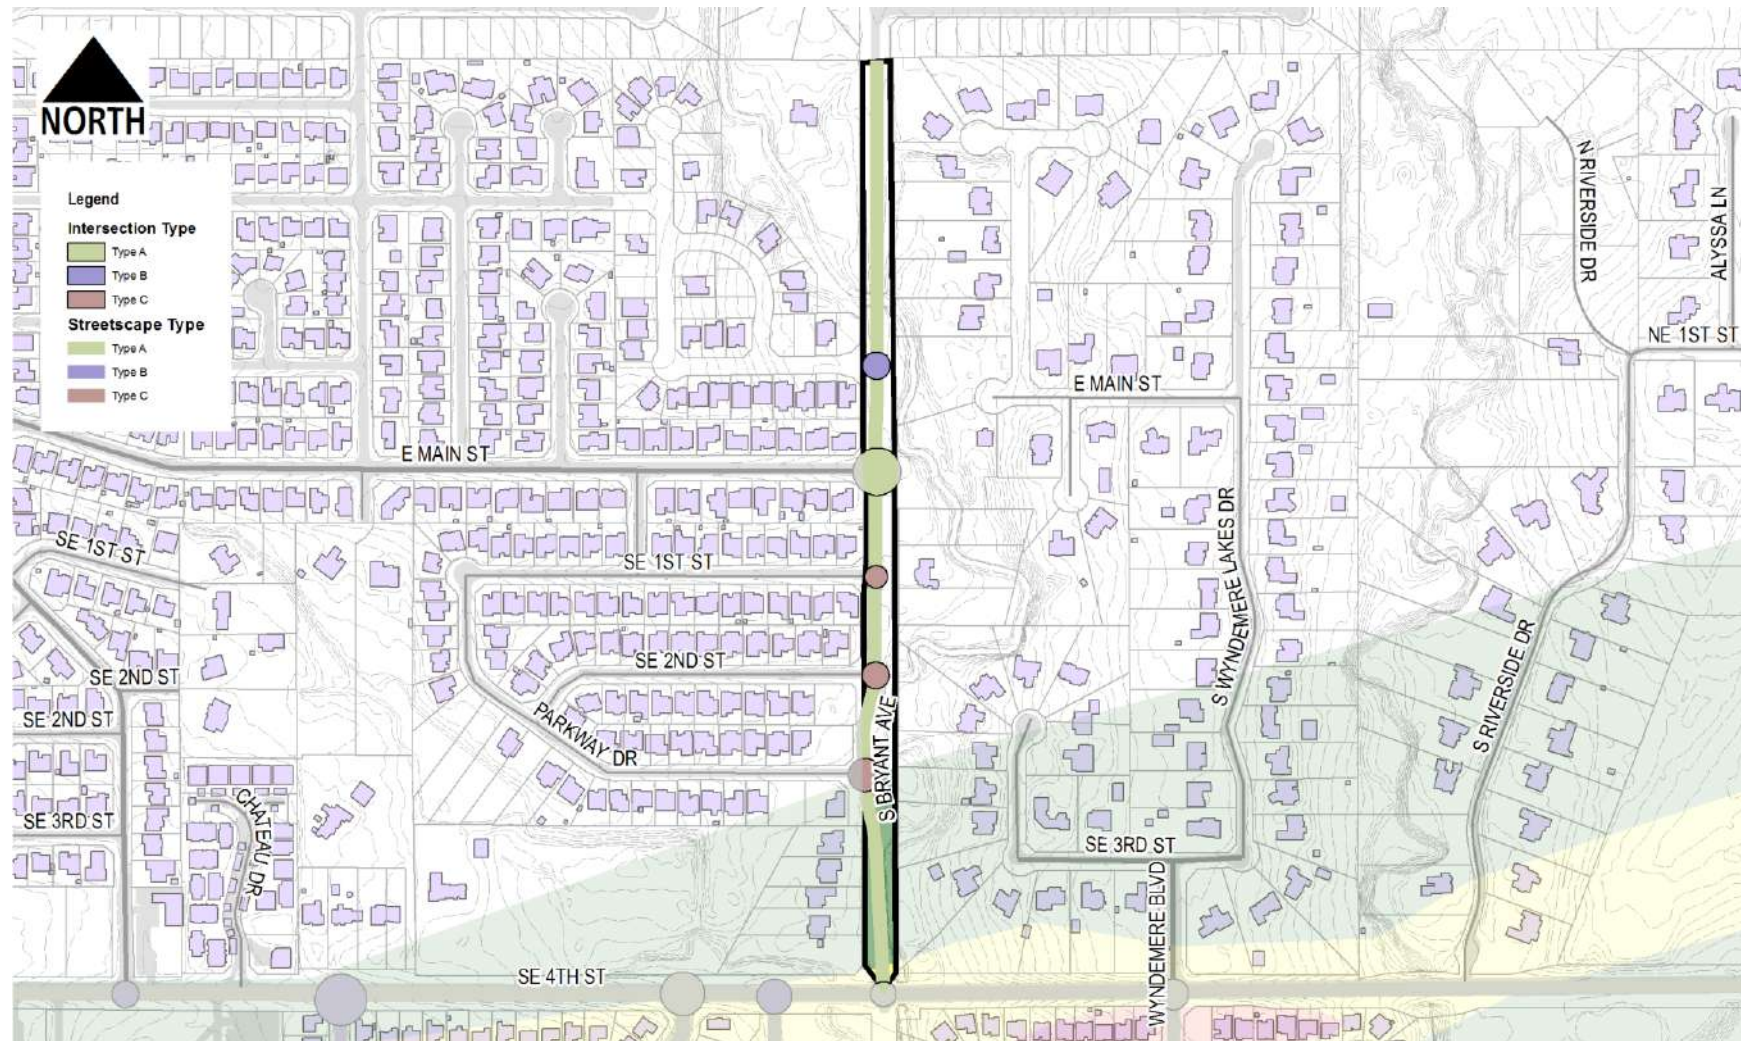 NORTH
Legend
Intersection Type
Type A
Type B
Type C
Streetscape Type
Type A
Type B
Type C
N RIVERSIDE DR
ALYSSA LN
NE 1ST ST
E MAIN ST
E MAIN ST
SE 1ST ST
SE 1ST ST
S WYNDEMERE LAKES DR
SE 2ND ST
SE 2ND ST
SE 2ND ST
S RIVERSIDE DR
PARKWAY DR
S BRYANT AVE
CHATEAU DR
SE 3RD ST
SE 3RD ST
WYNDEMERE BLVD
SE 4TH ST